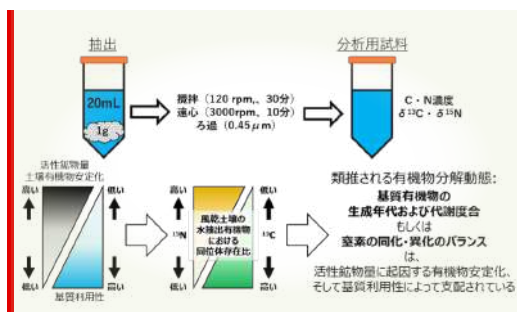 抽出
分析用試料
20mL
1g
攪拌（120 rpm,、30分）
遠心（3000rpm、10分）
ろ過（0.45μm）
C・N濃度
δ¹³C・δ¹⁵N
活性鉱物量
土壌有機物安定化
高い
低い
低い
高い
基質利用性
¹⁵N
高い
低い
風乾土壌の
水抽出有機物
における
同位体存在比
低い
高い
¹³C
類推される有機物分解動態：
基質有機物の
生成年代および代謝度合
もしくは
窒素の同化・異化のバランス
は、
活性鉱物量に起因する有機物安定化、
そして基質利用性によって支配されている